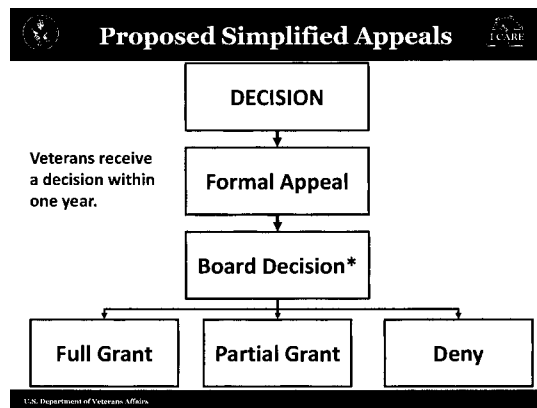 Proposed Simplified Appeals
I CARE
DECISION
Veterans receive
a decision within
one year.
Formal Appeal
Board Decision*
Full Grant
Partial Grant
Deny
U.S. Department of Veterans Affairs